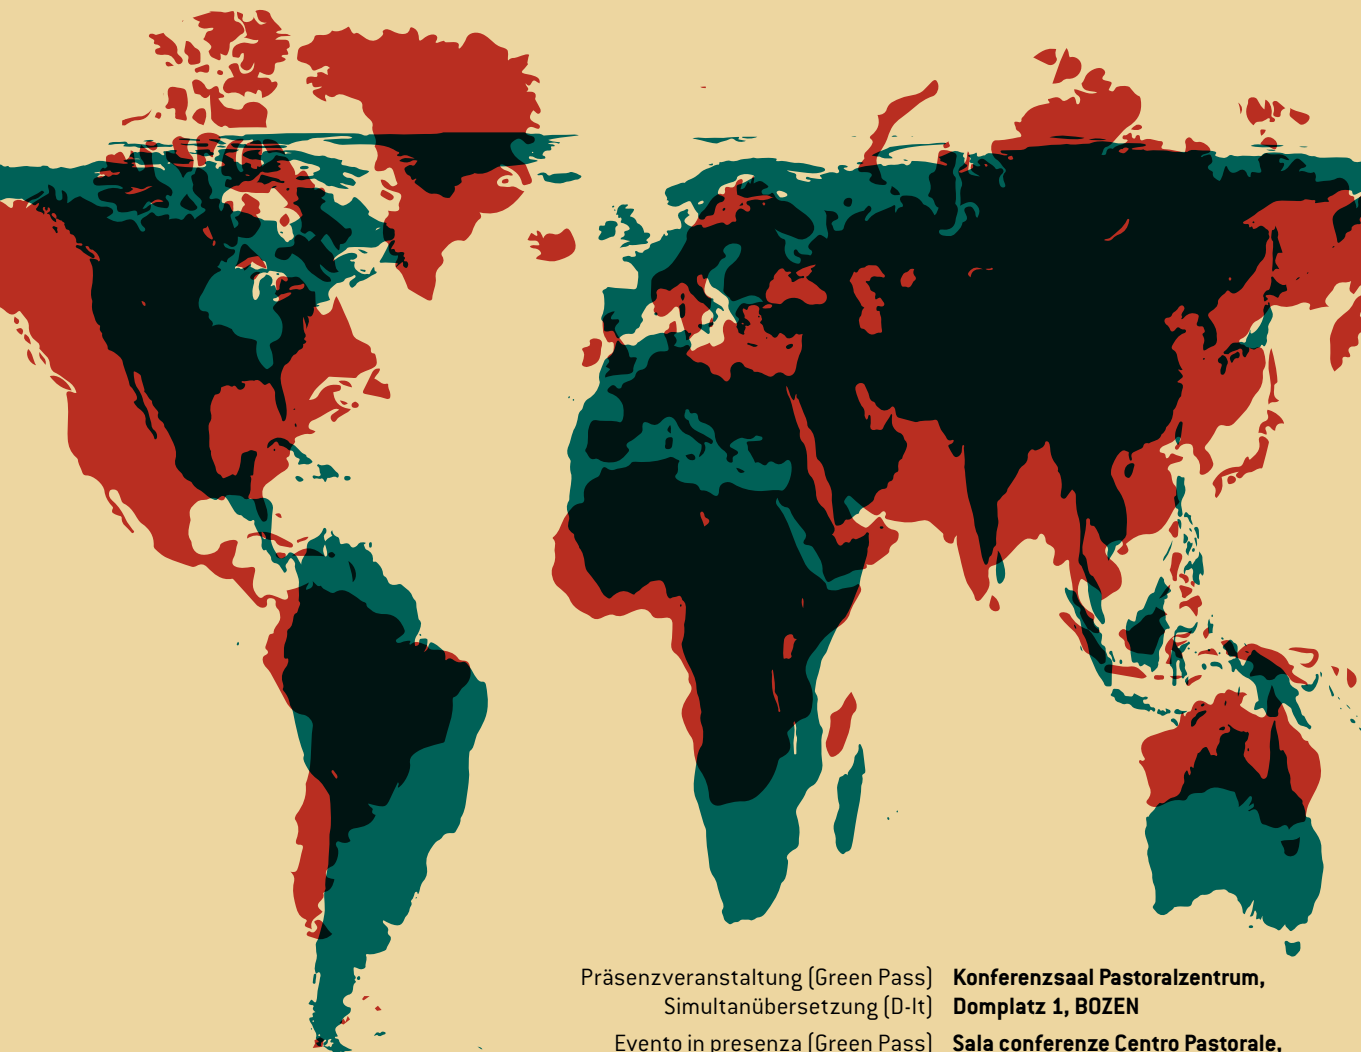 Präsenzveranstaltung (Green Pass) Konferenzsaal Pastoralzentrum,
Simultanübersetzung (D-It) Domplatz 1, BOZEN
Evento in presenza (Green Pass) Sala conferenze Centro Pastorale,